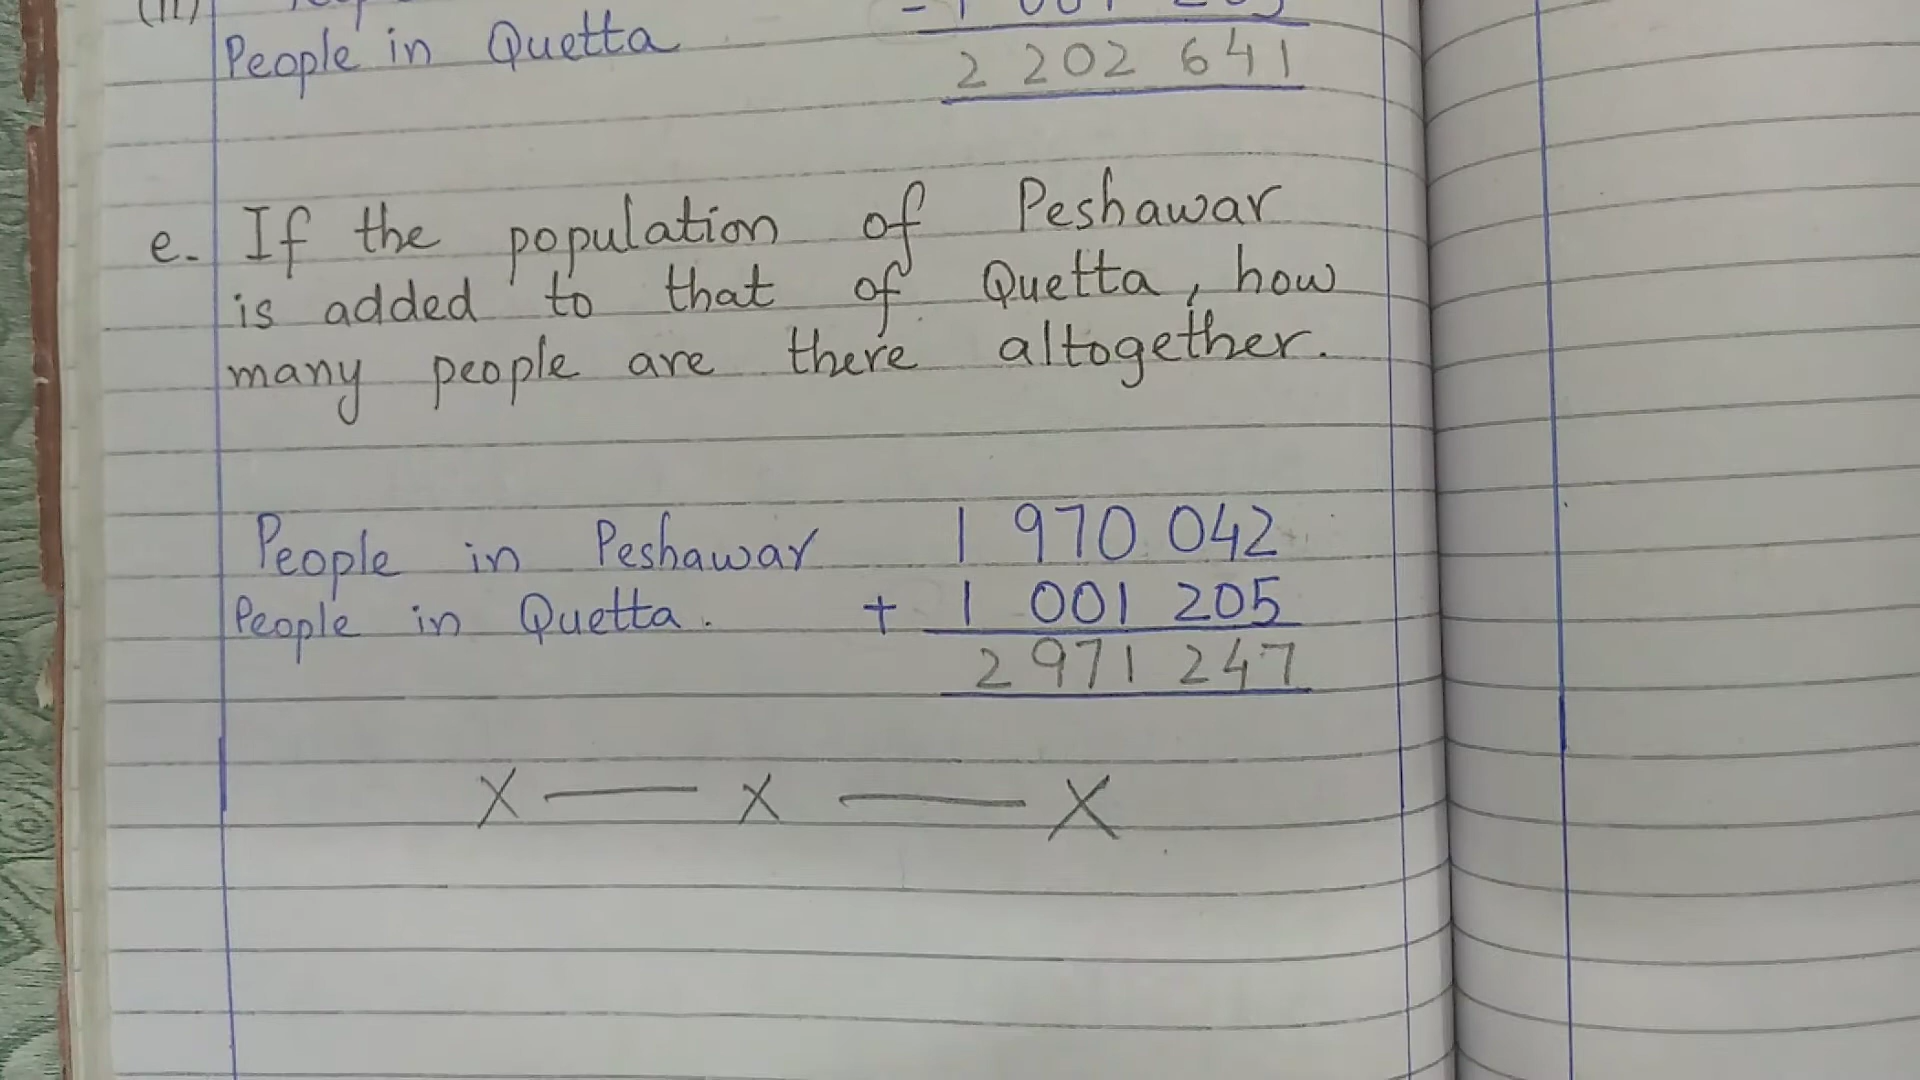 (ii)
People in Quetta
2 202 641
e. If the population of Peshawar
is added to that of Quetta, how
many people are there altogether.
People in Peshawar 1 970 042
People in Quetta. + 1 001 205
2 971 247
X — X — X